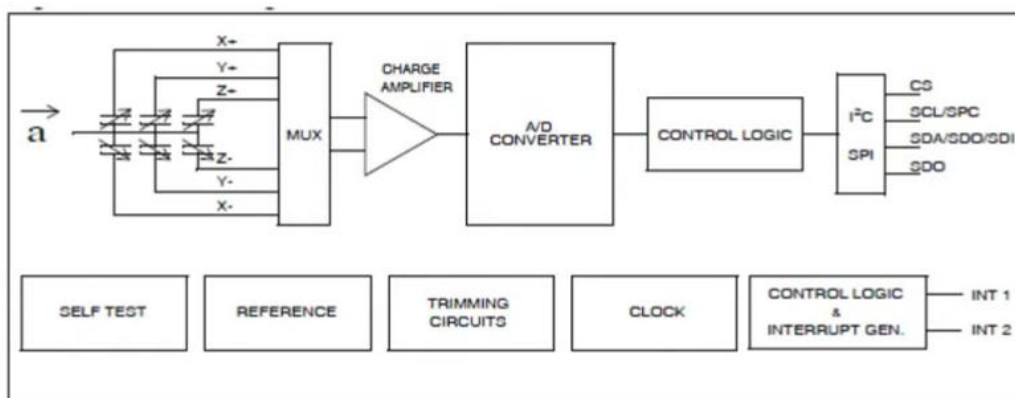 X+
Y+
Z+
a
Z-
Y-
X-
MUX
CHARGE
AMPLIFIER
A/D
CONVERTER
CONTROL LOGIC
I²C
SPI
CS
SCL/SPC
SDA/SDO/SDI
SDO
SELF TEST
REFERENCE
TRIMMING
CIRCUITS
CLOCK
CONTROL LOGIC
&
INTERRUPT GEN.
INT 1
INT 2